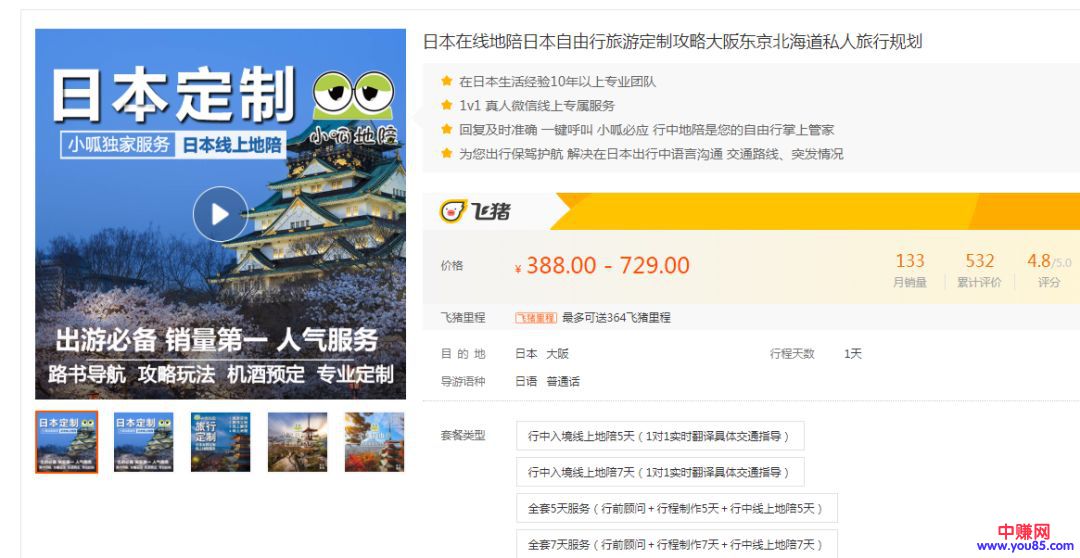 日本在线地陪日本自由行旅游定制攻略大阪东京北海道私人旅行规划
在日本生活经验10年以上专业团队
1v1 真人微信线上专属服务
回复及时准确 一键呼叫 小呱必应 行中地陪是您的自由行掌上管家
为您出行保驾护航 解决在日本出行中语言沟通 交通路线、突发情况
日本定制
小呱地陪
小呱独家服务 日本线上地陪
出游必备 销量第一 人气服务
路书导航 攻略玩法 机酒预定 专业定制
飞猪
价格 ¥ 388.00 - 729.00
133 532 4.8/5.0
月销量 累计评价 评分
飞猪里程 飞猪里程 最多可送364飞猪里程
目的地 日本 大阪 行程天数 1天
导游语种 日语 普通话
套餐类型
行中入境线上地陪5天（1对1实时翻译具体交通指导）
行中入境线上地陪7天（1对1实时翻译具体交通指导）
全套5天服务（行前顾问+行程制作5天+行中线上地陪5天）
全套7天服务（行前顾问+行程制作7天+行中线上地陪7天）
日本定制
日本定制
旅行
定制
中赚网
www.you85.com